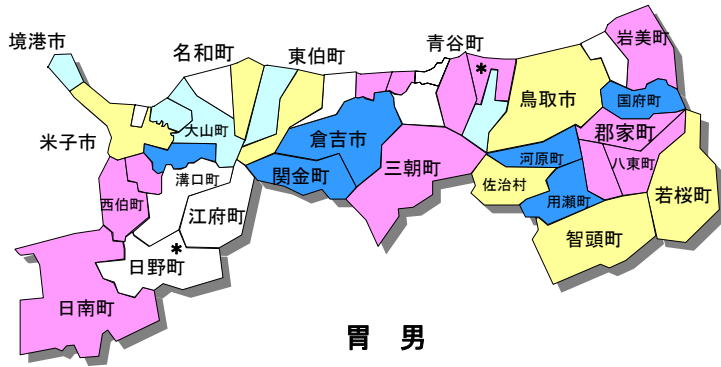 岩美町
境港市
名和町
東伯町
青谷町
*
鳥取市
国府町
大山町
米子市
倉吉市
郡家町
河原町
三朝町
八東町
溝口町
関金町
佐治村
若桜町
西伯町
用瀬町
江府町
智頭町
*
日野町
日南町
胃 男